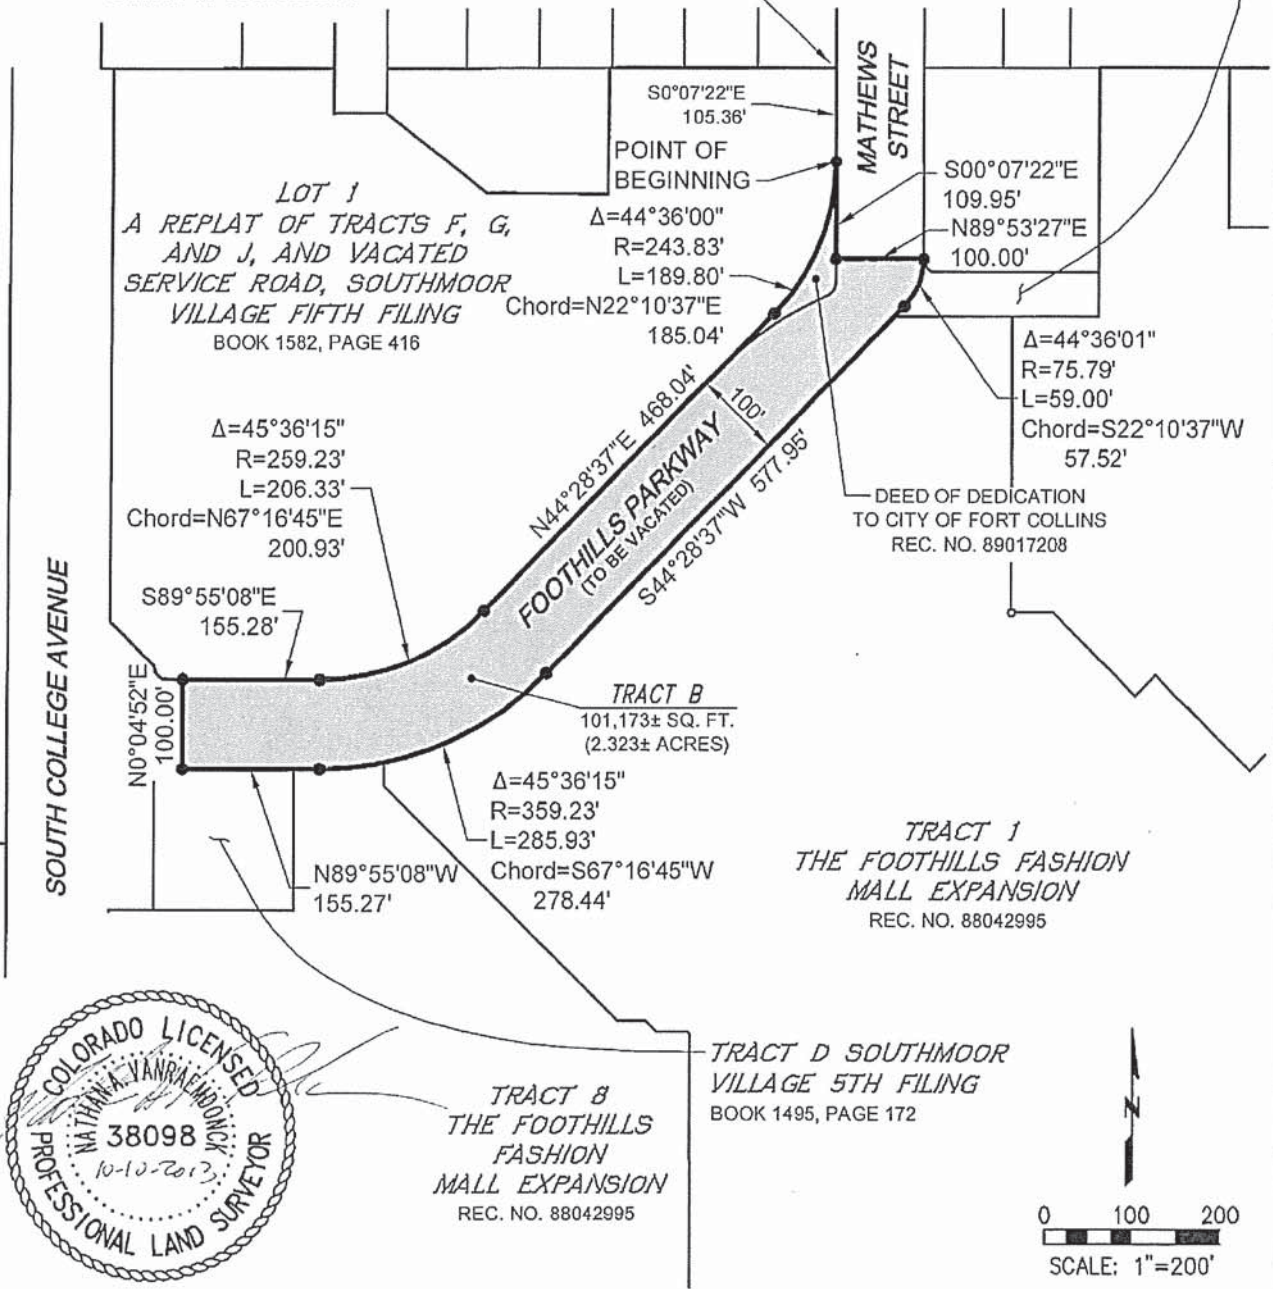 S0°07'22"E
105.36'
MATHEWS
STREET
POINT OF
BEGINNING
S00°07'22"E
109.95'
N89°53'27"E
100.00'
LOT 1
A REPLAT OF TRACTS F, G,
AND J, AND VACATED
SERVICE ROAD, SOUTHMOOR
VILLAGE FIFTH FILING
BOOK 1582, PAGE 416
Δ=44°36'00"
R=243.83'
L=189.80'
Chord=N22°10'37"E
185.04'
Δ=44°36'01"
R=75.79'
L=59.00'
Chord=S22°10'37"W
57.52'
N44°28'37"E 468.04'
100'
FOOTHILLS PARKWAY
(TO BE VACATED)
S44°28'37"W 577.95'
DEED OF DEDICATION
TO CITY OF FORT COLLINS
REC. NO. 89017208
Δ=45°36'15"
R=259.23'
L=206.33'
Chord=N67°16'45"E
200.93'
SOUTH COLLEGE AVENUE
S89°55'08"E
155.28'
N0°04'52"E
100.00'
TRACT B
101,173± SQ. FT.
(2.323± ACRES)
Δ=45°36'15"
R=359.23'
L=285.93'
Chord=S67°16'45"W
278.44'
N89°55'08"W
155.27'
TRACT 1
THE FOOTHILLS FASHION
MALL EXPANSION
REC. NO. 88042995
TRACT D SOUTHMOOR
VILLAGE 5TH FILING
BOOK 1495, PAGE 172
TRACT 8
THE FOOTHILLS
FASHION
MALL EXPANSION
REC. NO. 88042995
COLORADO LICENSED
NATHAN A. VANRAEMDONCK
38098
10-10-2013
PROFESSIONAL LAND SURVEYOR
N
0 100 200
SCALE: 1"=200'